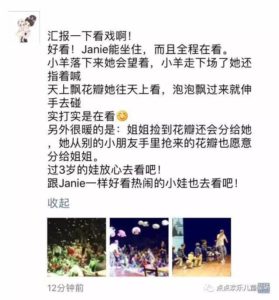 汇报一下看戏啊！
好看！Janie能坐住，而且全程在看。
小羊落下来她会望看，小羊走下场了她还
指着喊
天上飘花瓣她往天上看，泡泡飘过来就伸
手去碰
实打实是在看
另外很暖的是：姐姐捡到花瓣还会分给她
，她从别的小朋友手里抢来的花瓣也愿意
分给姐姐。
过3岁的娃放心去看吧！
跟Janie一样好看热闹的小娃也去看吧！
收起
12分钟前
点点欢乐儿童